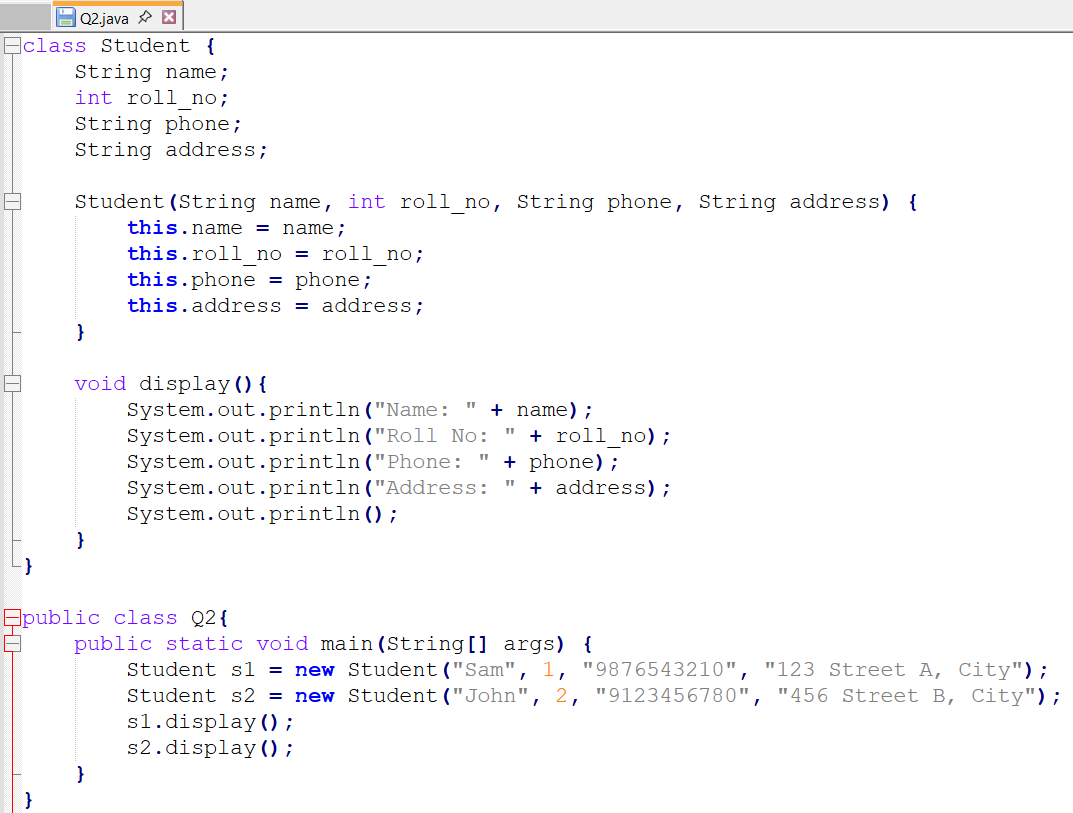 Q2.java
class Student {
    String name;
    int roll_no;
    String phone;
    String address;

    Student(String name, int roll_no, String phone, String address) {
        this.name = name;
        this.roll_no = roll_no;
        this.phone = phone;
        this.address = address;
    }

    void display(){
        System.out.println("Name: " + name);
        System.out.println("Roll No: " + roll_no);
        System.out.println("Phone: " + phone);
        System.out.println("Address: " + address);
        System.out.println();
    }
}

public class Q2{
    public static void main(String[] args) {
        Student s1 = new Student("Sam", 1, "9876543210", "123 Street A, City");
        Student s2 = new Student("John", 2, "9123456780", "456 Street B, City");
        s1.display();
        s2.display();
    }
}